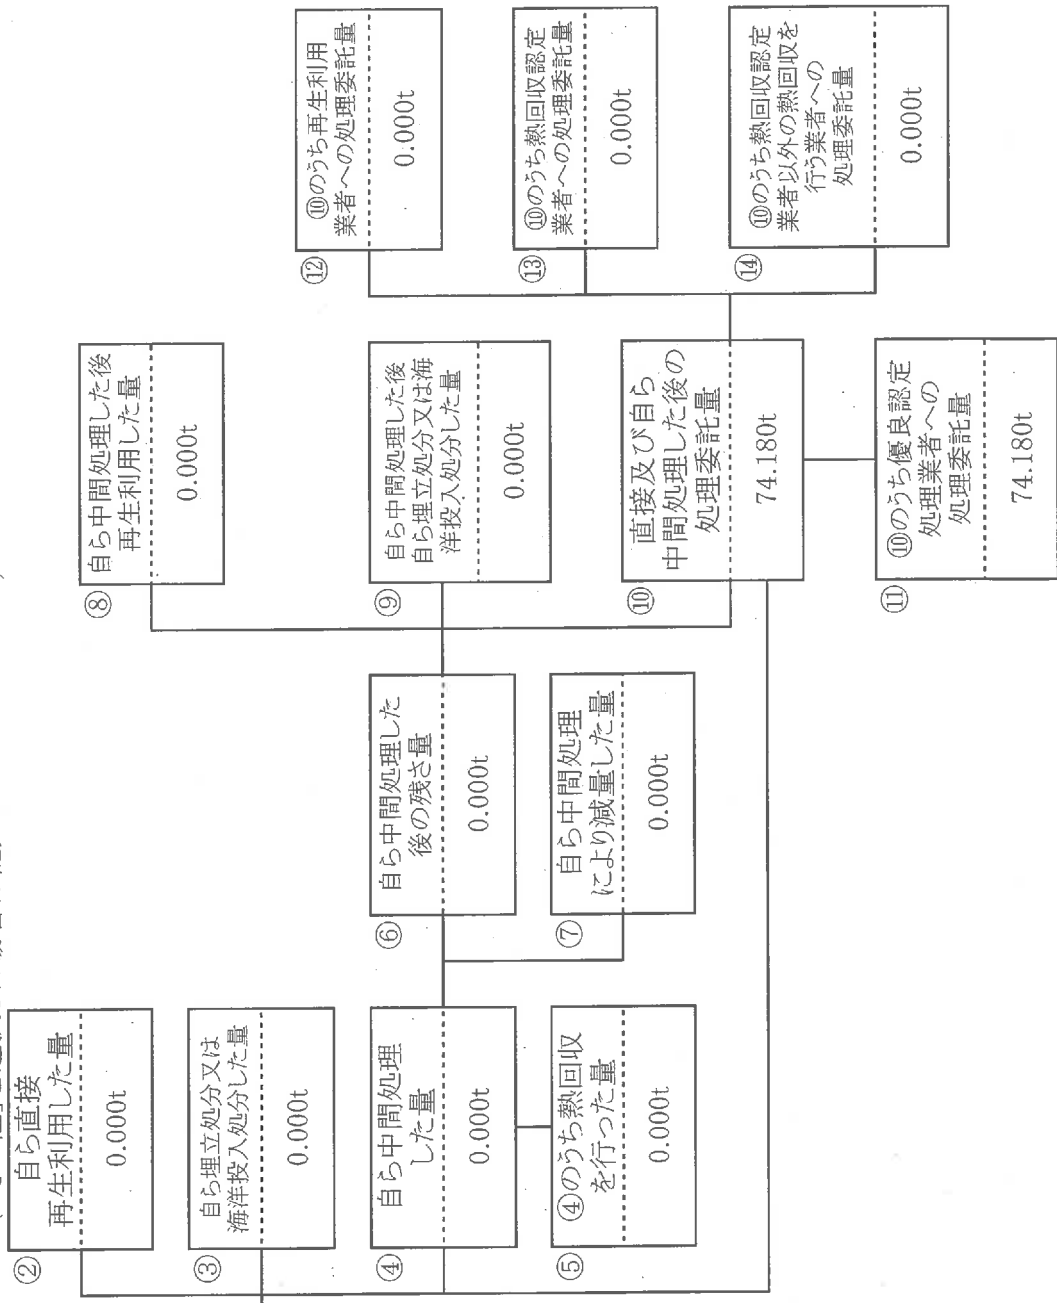 ②
自ら直接
再生利用した量
0.000t
③
自ら埋立処分又は
海洋投入処分した量
0.000t
④
自ら中間処理
した量
0.000t
⑤
④のうち熱回収
を行った量
0.000t
⑥
自ら中間処理した
後の残さ量
0.000t
⑦
自ら中間処理
により減量した量
0.000t
⑧
自ら中間処理した後
再生利用した量
0.000t
⑨
自ら中間処理した後
自ら埋立処分又は海
洋投入処分した量
0.000t
⑩
直接及び自ら
中間処理した後の
処理委託量
74.180t
⑪
⑩のうち優良認定
処理業者への
処理委託量
74.180t
⑫
⑩のうち再生利用
業者への処理委託量
0.000t
⑬
⑩のうち熱回収認定
業者への処理委託量
0.000t
⑭
⑩のうち熱回収認定
業者以外の熱回収を
行う業者への
処理委託量
0.000t